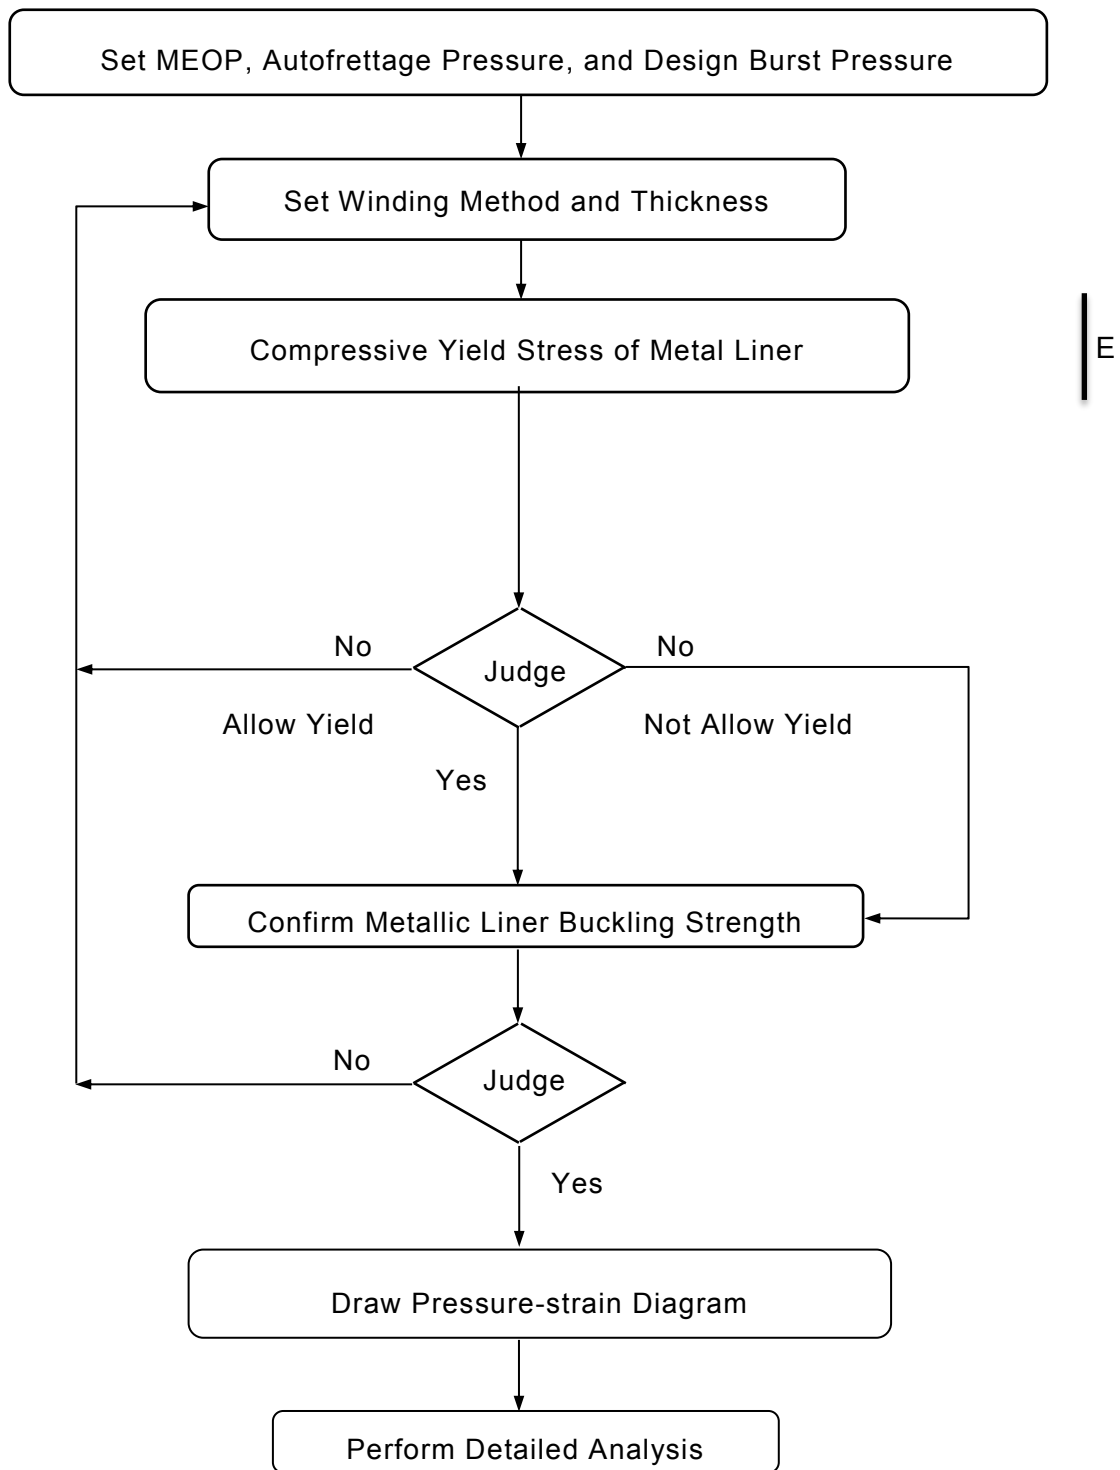 Set MEOP, Autofrettage Pressure, and Design Burst Pressure
Set Winding Method and Thickness
Compressive Yield Stress of Metal Liner
E
No
No
Judge
Allow Yield
Not Allow Yield
Yes
Confirm Metallic Liner Buckling Strength
No
Judge
Yes
Draw Pressure-strain Diagram
Perform Detailed Analysis